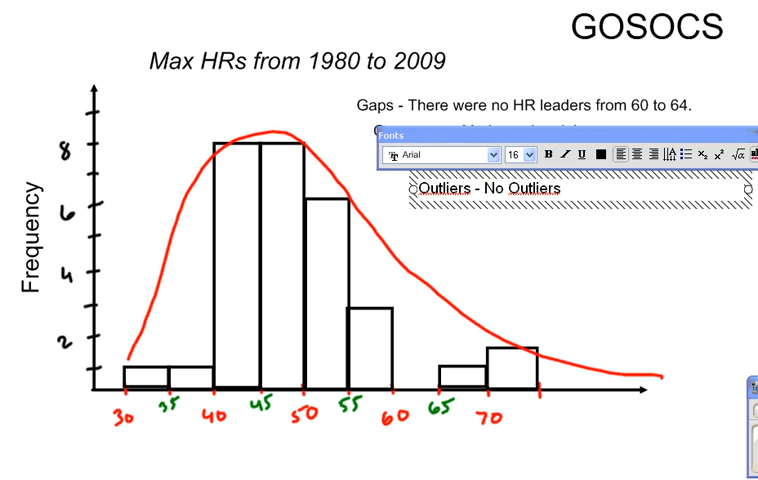 GOSOCS
Max HRs from 1980 to 2009
Gaps - There were no HR leaders from 60 to 64.
Fonts
Arial 16 B I U
Outliers - No Outliers
Frequency
8
6
4
2
30 35 40 45 50 55 60 65 70